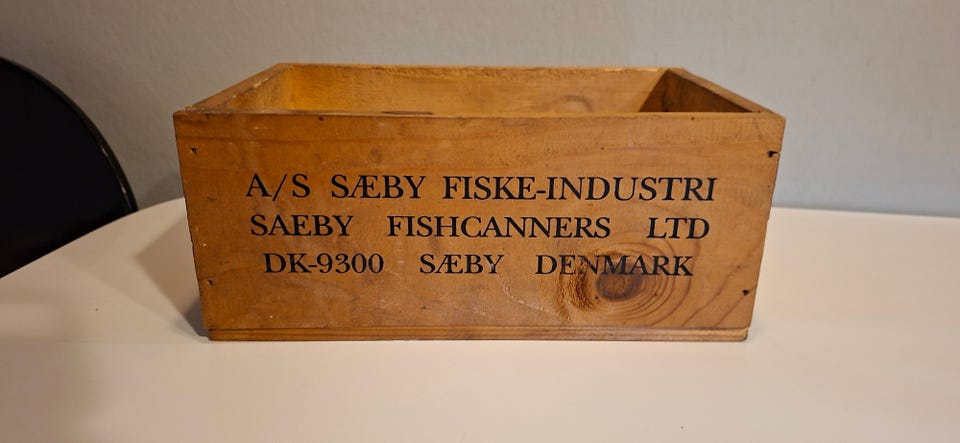 A/S SÆBY FISKE-INDUSTRI
SAEBY FISHCANNERS LTD
DK-9300 SÆBY DENMARK